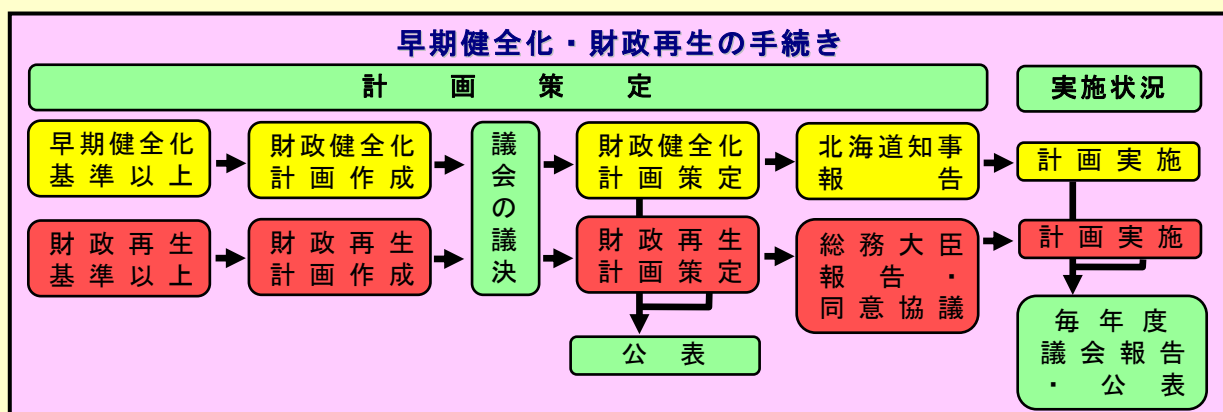 早期健全化・財政再生の手続き
計画策定
実施状況
早期健全化
基準以上
財政健全化
計画作成
議会の議決
財政健全化
計画策定
北海道知事
報告
計画実施
財政再生
基準以上
財政再生
計画作成
財政再生
計画策定
総務大臣
報告・
同意協議
計画実施
公表
毎年度
議会報告
・公表